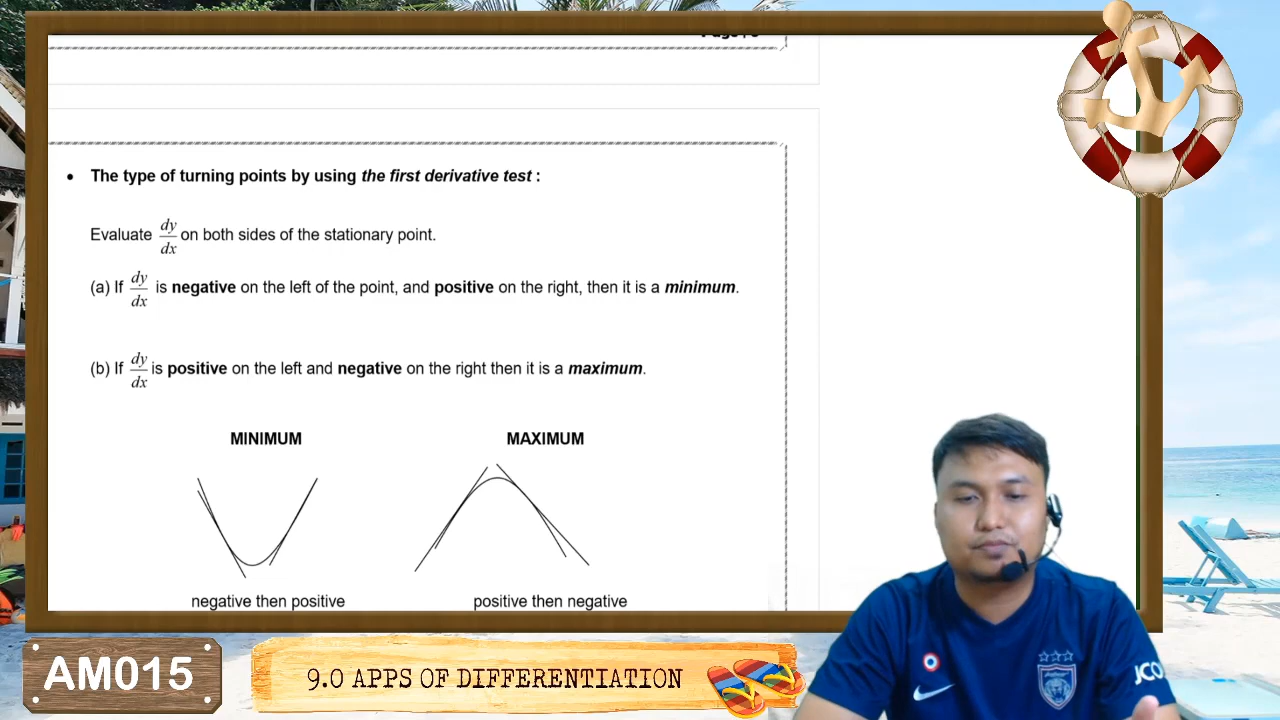 • The type of turning points by using the first derivative test :
Evaluate dy/dx on both sides of the stationary point.
(a) If dy/dx is negative on the left of the point, and positive on the right, then it is a minimum.
(b) If dy/dx is positive on the left and negative on the right then it is a maximum.
MINIMUM MAXIMUM
negative then positive positive then negative
JCO
AM015
9.0 APPS OF DIFFERENTIATION